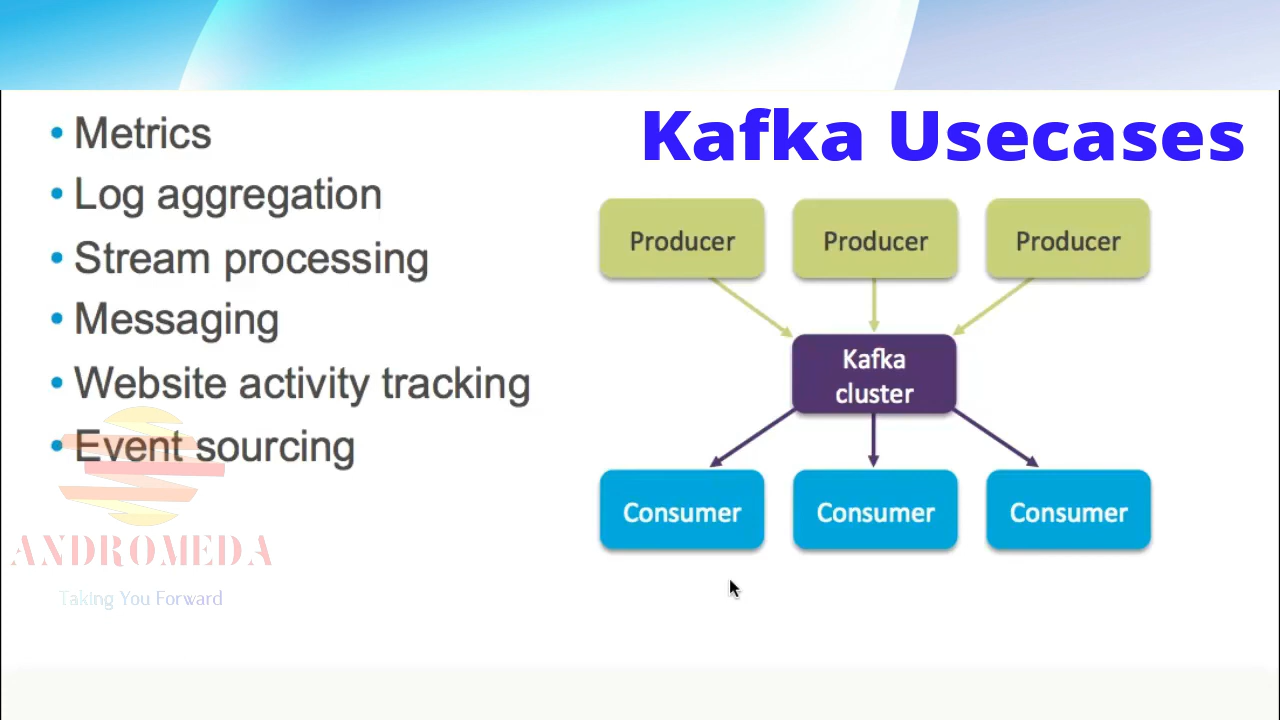 Kafka Usecases
• Metrics
• Log aggregation
• Stream processing
• Messaging
• Website activity tracking
• Event sourcing
Producer
Producer
Producer
Kafka
cluster
Consumer
Consumer
Consumer
ANDROMEDA
Taking You Forward